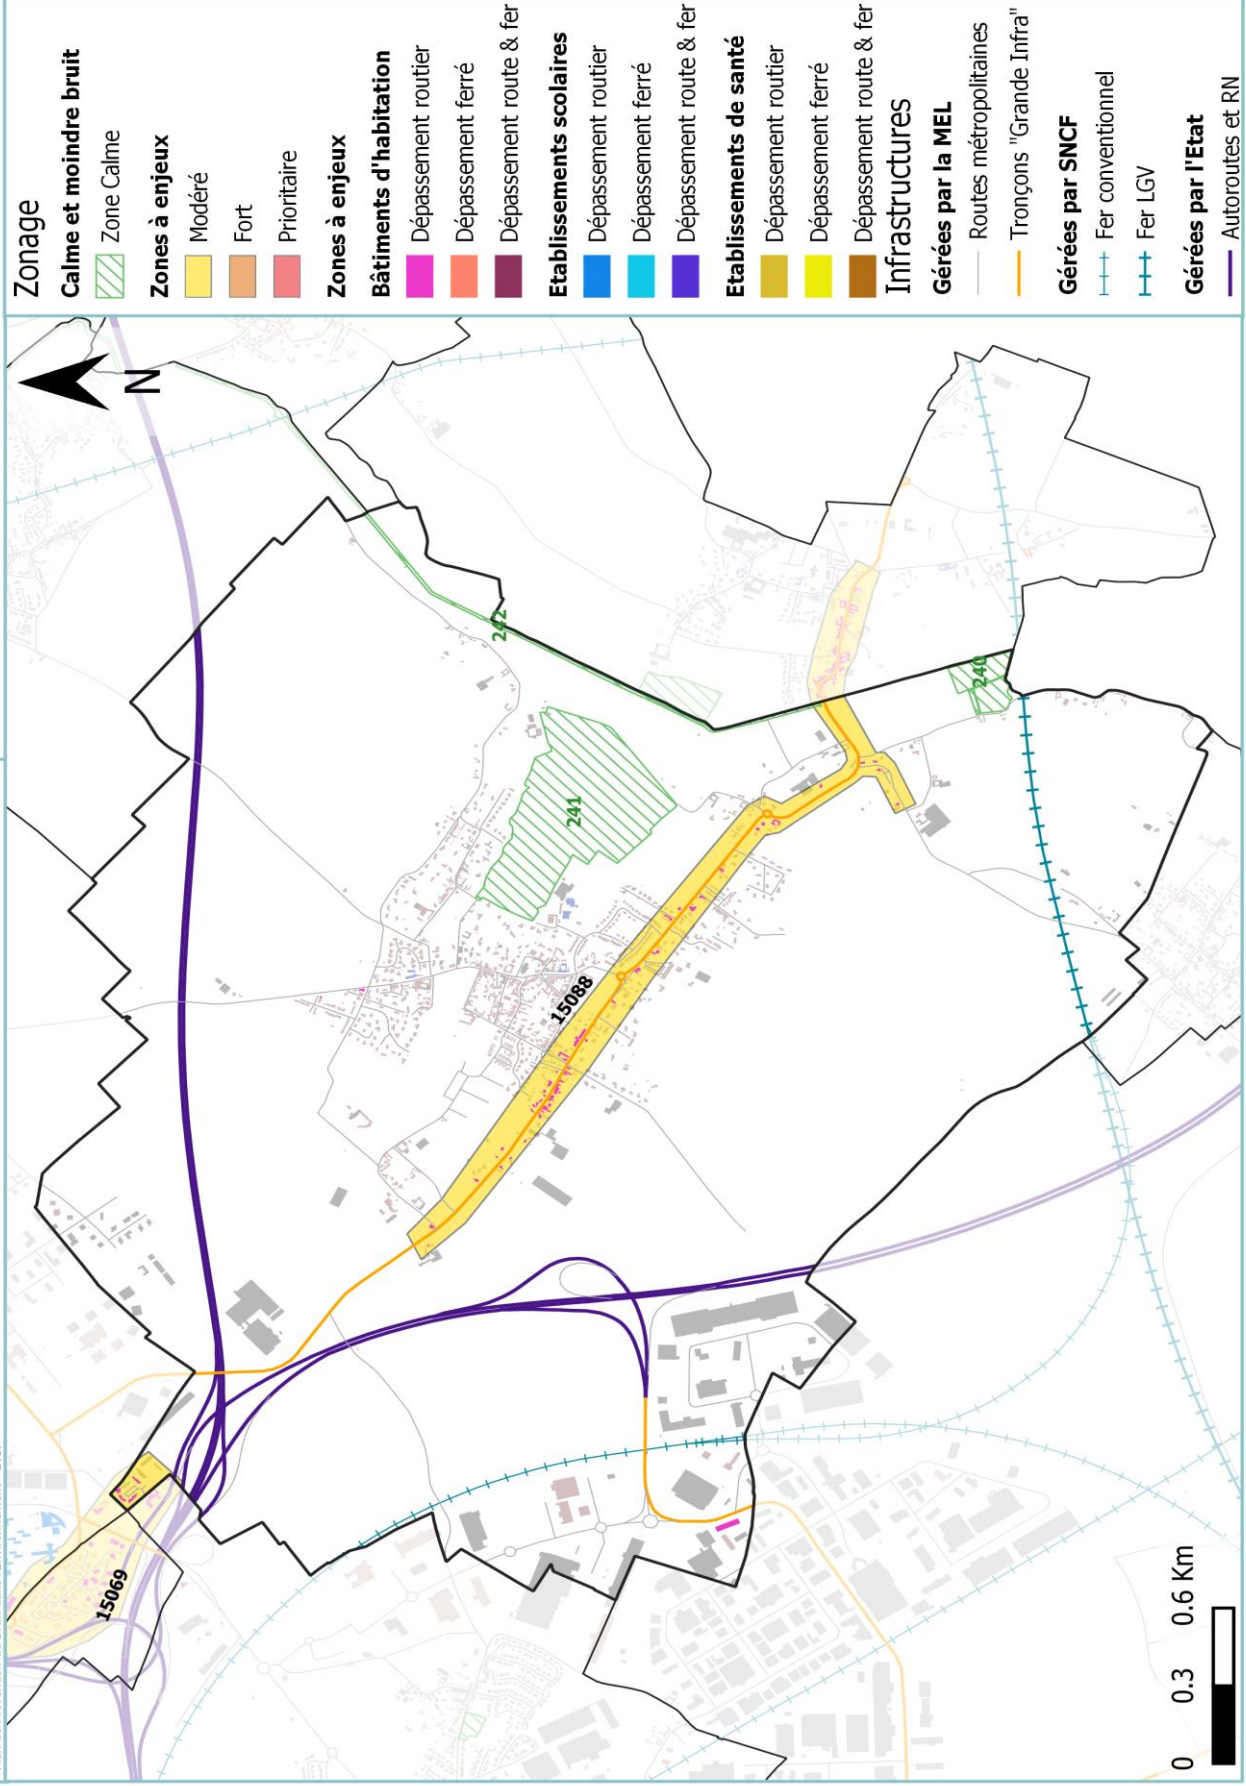 Zonage
Calme et moindre bruit
Zone Calme
Zones à enjeux
Modéré
Fort
Prioritaire
Zones à enjeux
Bâtiments d'habitation
Dépassement routier
Dépassement ferré
Dépassement route & fer
Etablissements scolaires
Dépassement routier
Dépassement ferré
Dépassement route & fer
Etablissements de santé
Dépassement routier
Dépassement ferré
Dépassement route & fer
Infrastructures
Gérées par la MEL
Routes métropolitaines
Tronçons "Grande Infra"
Gérées par SNCF
Fer conventionnel
Fer LGV
Gérées par l'Etat
Autoroutes et RN
N
242
241
240
15088
15069
0 0.3 0.6 Km